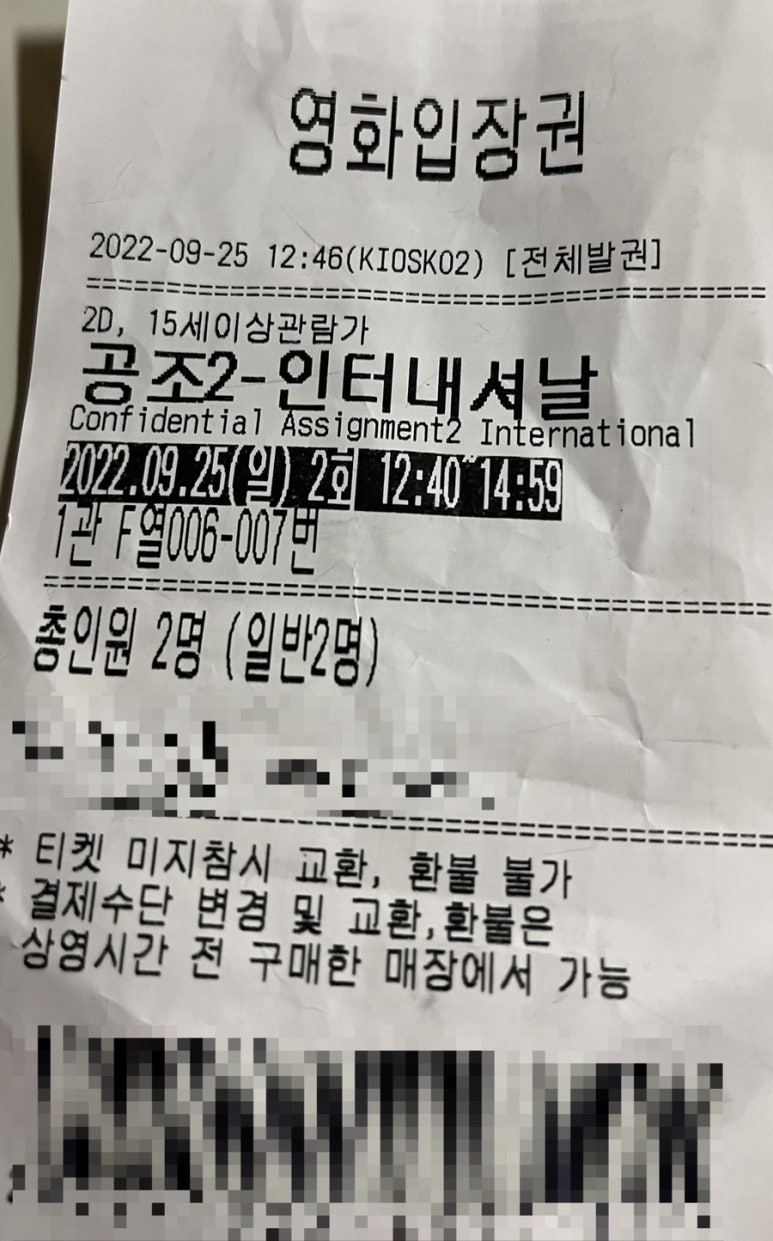 영화입장권
2022-09-25 12:46(KIOSK02) [전체발권]
2D, 15세이상관람가
공조2-인터내셔날
Confidential Assignment2 International
2022.09.25(일) 2회 12:40~14:59
1관 F열006-007번
총인원 2명 (일반2명)
* 티켓 미지참시 교환, 환불 불가
* 결제수단 변경 및 교환,환불은
상영시간 전 구매한 매장에서 가능